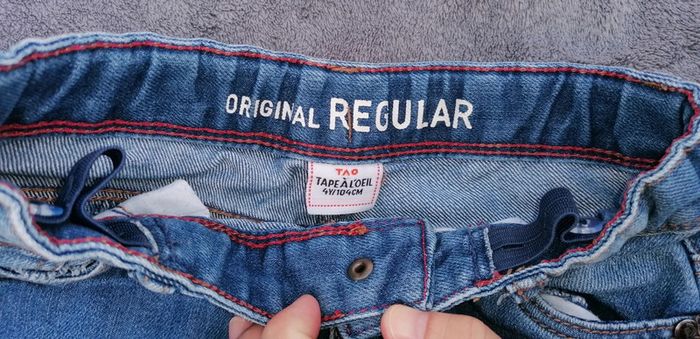 ORIGINAL REGULAR
TAO
TAPE À L'OEIL
4Y/104CM